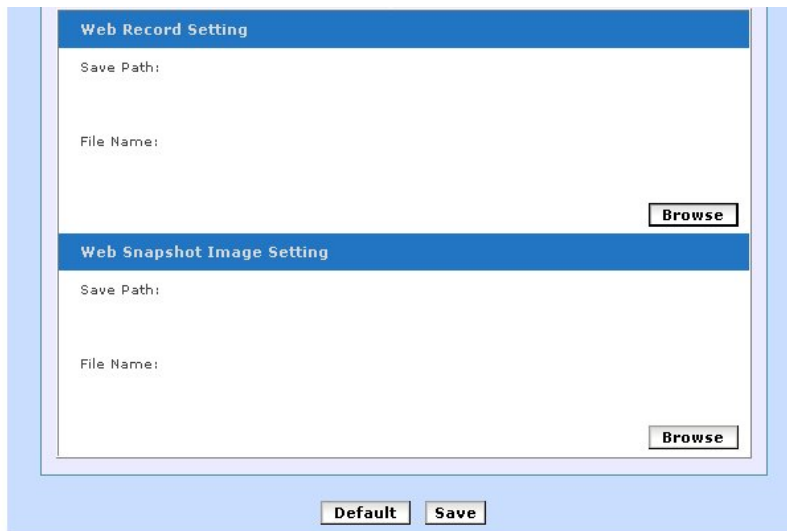 Web Record Setting
Save Path:
File Name:
Browse
Web Snapshot Image Setting
Save Path:
File Name:
Browse
Default Save